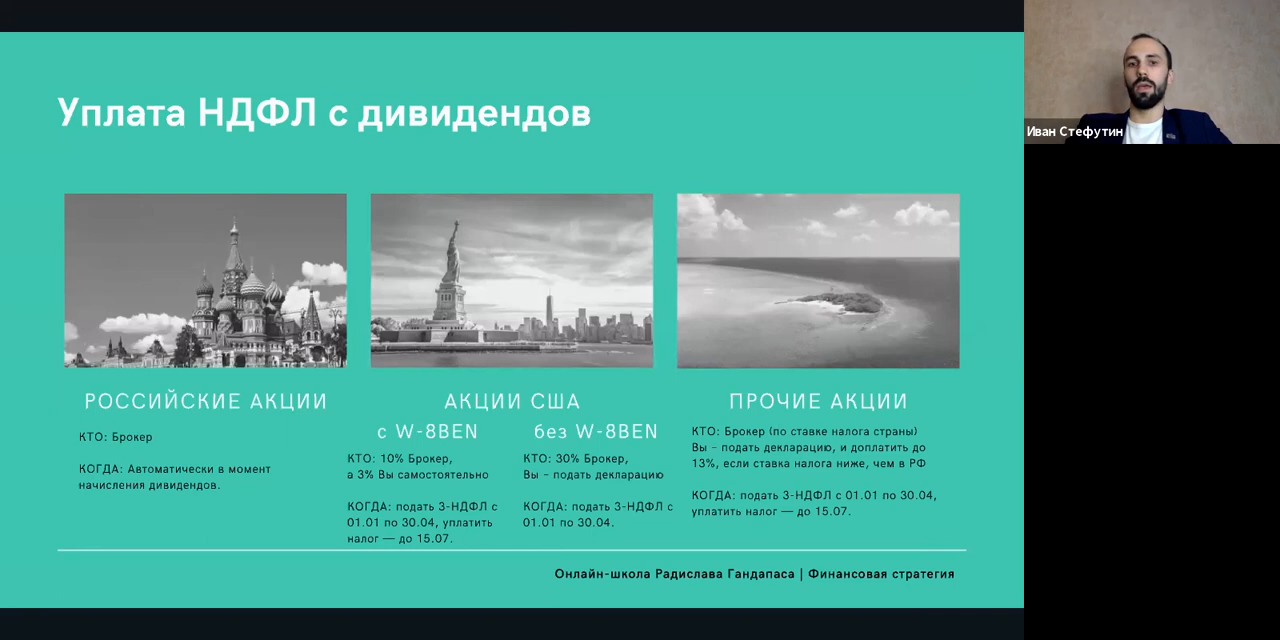 Уплата НДФЛ с дивидендов
РОССИЙСКИЕ АКЦИИ
КТО: Брокер
КОГДА: Автоматически в момент
начисления дивидендов.
АКЦИИ США
с W-8BEN
КТО: 10% Брокер,
а 3% Вы самостоятельно
КОГДА: подать 3-НДФЛ с
01.01 по 30.04, уплатить
налог — до 15.07.
без W-8BEN
КТО: 30% Брокер,
Вы – подать декларацию
КОГДА: подать 3-НДФЛ с
01.01 по 30.04.
ПРОЧИЕ АКЦИИ
КТО: Брокер (по ставке налога страны)
Вы – подать декларацию, и доплатить до
13%, если ставка налога ниже, чем в РФ
КОГДА: подать 3-НДФЛ с 01.01 по 30.04,
уплатить налог — до 15.07.
Онлайн-школа Радислава Гандапаса | Финансовая стратегия
Иван Стефутин